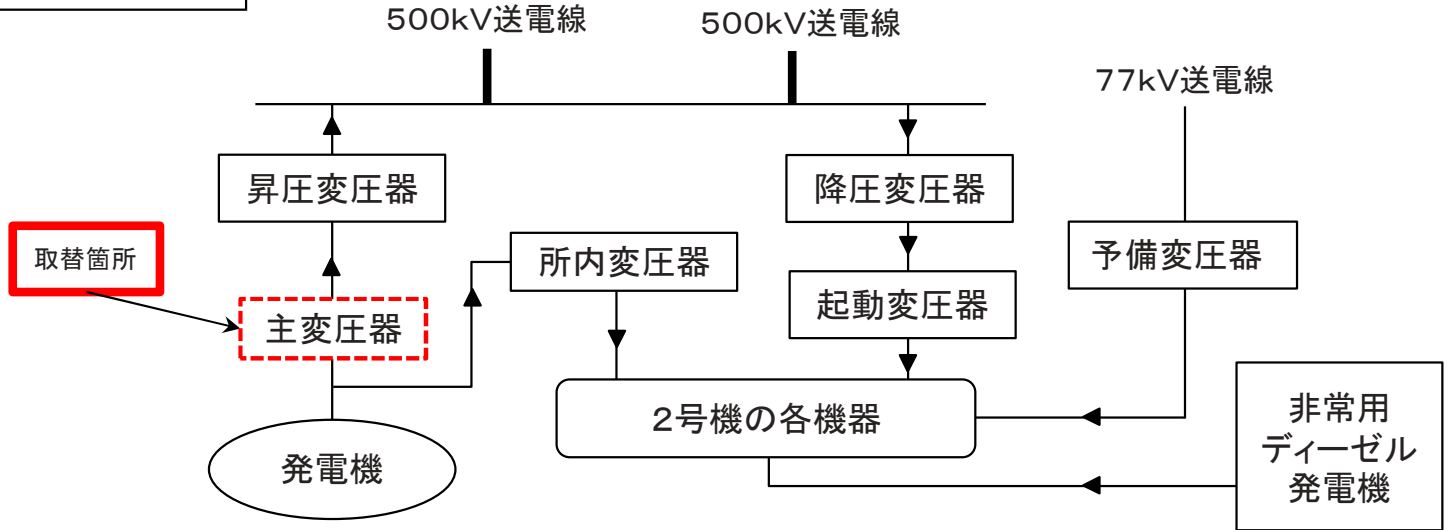 500kV送電線
500kV送電線
77kV送電線
昇圧変圧器
降圧変圧器
取替箇所
所内変圧器
予備変圧器
主変圧器
起動変圧器
2号機の各機器
発電機
非常用
ディーゼル
発電機